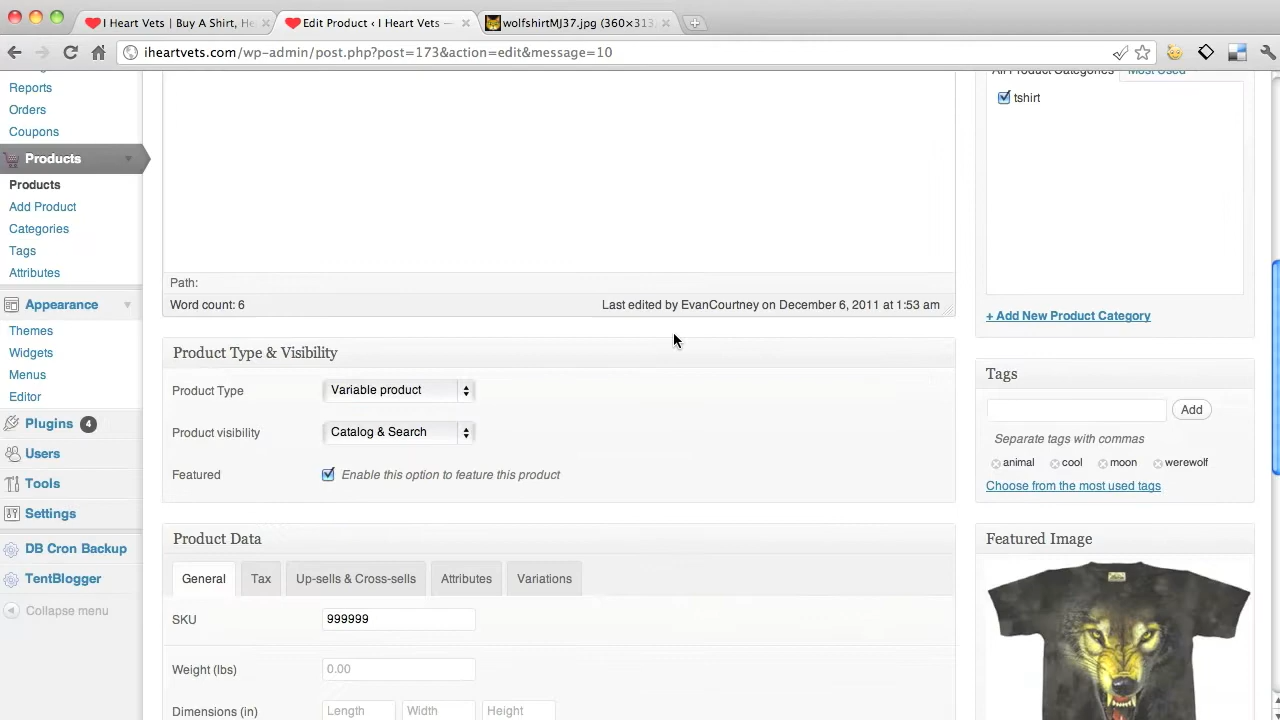 I Heart Vets | Buy A Shirt, He
Edit Product ‹ I Heart Vets —
wolfshirtMJ37.jpg (360×313
iheartvets.com/wp-admin/post.php?post=173&action=edit&message=10
Reports
Orders
Coupons
Products
Products
Add Product
Categories
Tags
Attributes
Appearance
Themes
Widgets
Menus
Editor
Plugins 4
Users
Tools
Settings
DB Cron Backup
TentBlogger
Collapse menu
Path:
Word count: 6
Last edited by EvanCourtney on December 6, 2011 at 1:53 am
Product Type & Visibility
Product Type
Variable product
Product visibility
Catalog & Search
Featured
Enable this option to feature this product
Product Data
General
Tax
Up-sells & Cross-sells
Attributes
Variations
SKU
999999
Weight (lbs)
0.00
Dimensions (in)
Length
Width
Height
All Product Categories
Most Used
tshirt
+ Add New Product Category
Tags
Add
Separate tags with commas
animal
cool
moon
werewolf
Choose from the most used tags
Featured Image